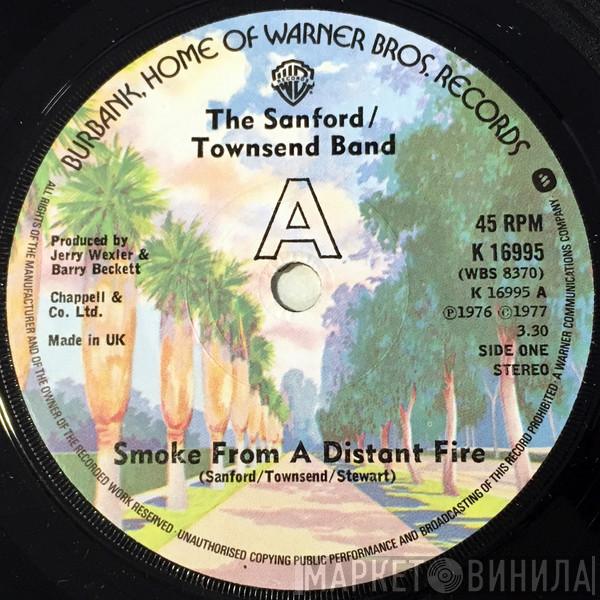 BURBANK, HOME OF WARNER BROS. RECORDS
RECORDS
The Sanford/
Townsend Band
A
Produced by
Jerry Wexler &
Barry Beckett
Chappell &
Co. Ltd.
Made in UK
45 RPM
K 16995
(WBS 8370)
K 16995 A
Ⓟ1976 ©1977
3.30
SIDE ONE
STEREO
Smoke From A Distant Fire
(Sanford/Townsend/Stewart)
ALL RIGHTS OF THE MANUFACTURER AND OF THE OWNER OF THE RECORDED WORK RESERVED · UNAUTHORISED COPYING PUBLIC PERFORMANCE AND BROADCASTING OF THIS RECORD PROHIBITED · A WARNER COMMUNICATIONS COMPANY
МАРКЕТ ВИНИЛА